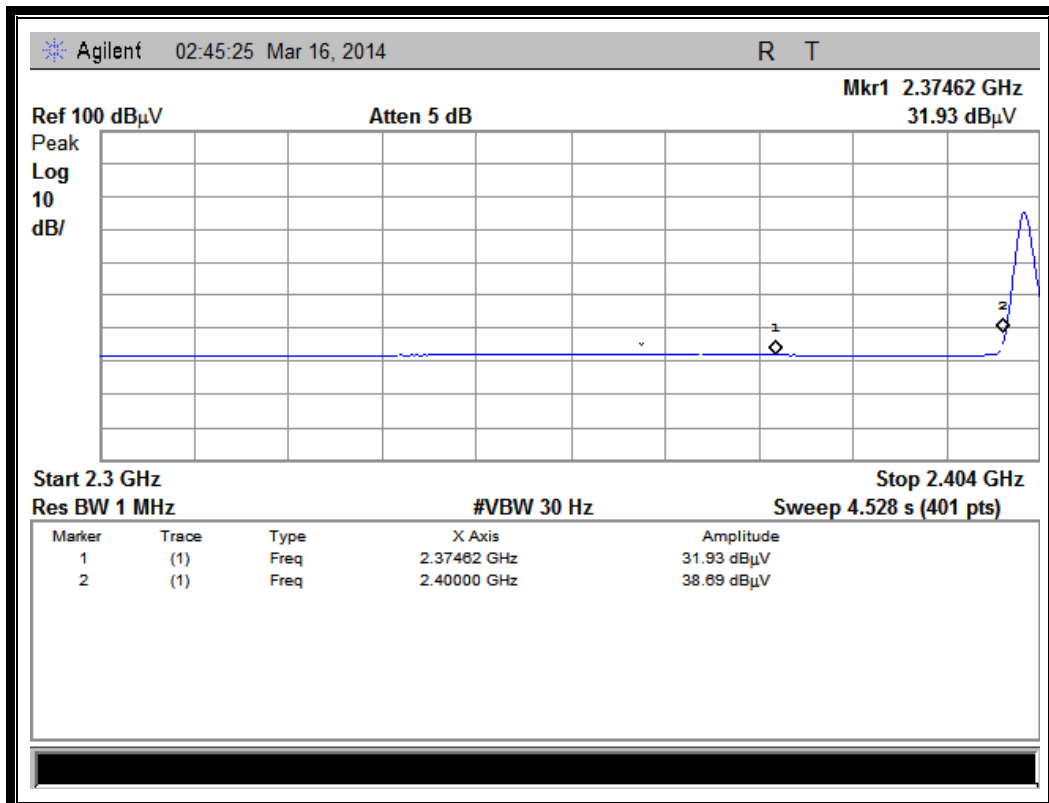 Agilent 02:45:25 Mar 16, 2014 R T
Mkr1 2.37462 GHz
Ref 100 dBµV Atten 5 dB 31.93 dBµV
Peak
Log
10
dB/
1
2
Start 2.3 GHz Stop 2.404 GHz
Res BW 1 MHz #VBW 30 Hz Sweep 4.528 s (401 pts)
Marker Trace Type X Axis Amplitude
1 (1) Freq 2.37462 GHz 31.93 dBµV
2 (1) Freq 2.40000 GHz 38.69 dBµV